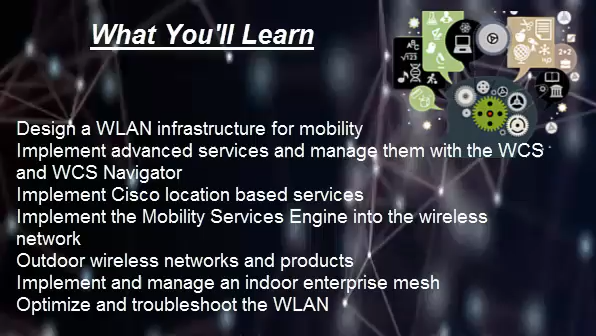 What You'll Learn
Design a WLAN infrastructure for mobility
Implement advanced services and manage them with the WCS
and WCS Navigator
Implement Cisco location based services
Implement the Mobility Services Engine into the wireless
network
Outdoor wireless networks and products
Implement and manage an indoor enterprise mesh
Optimize and troubleshoot the WLAN